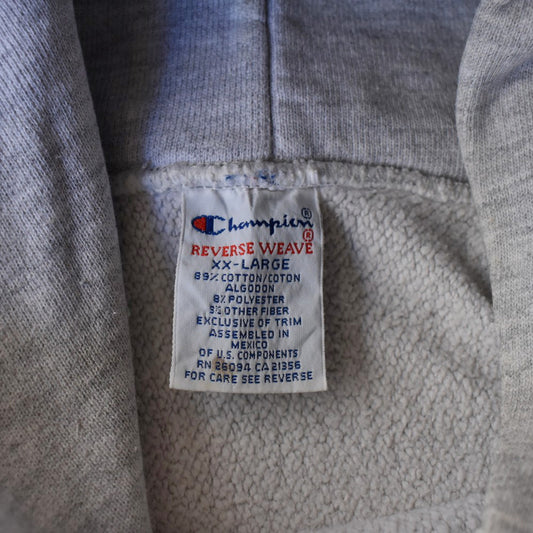 Champion®
REVERSE WEAVE®
XX-LARGE
89% COTTON/COTON
ALGODON
8% POLYESTER
3% OTHER FIBER
EXCLUSIVE OF TRIM
ASSEMBLED IN
MEXICO
OF U.S. COMPONENTS
RN 26094 CA 21356
FOR CARE SEE REVERSE